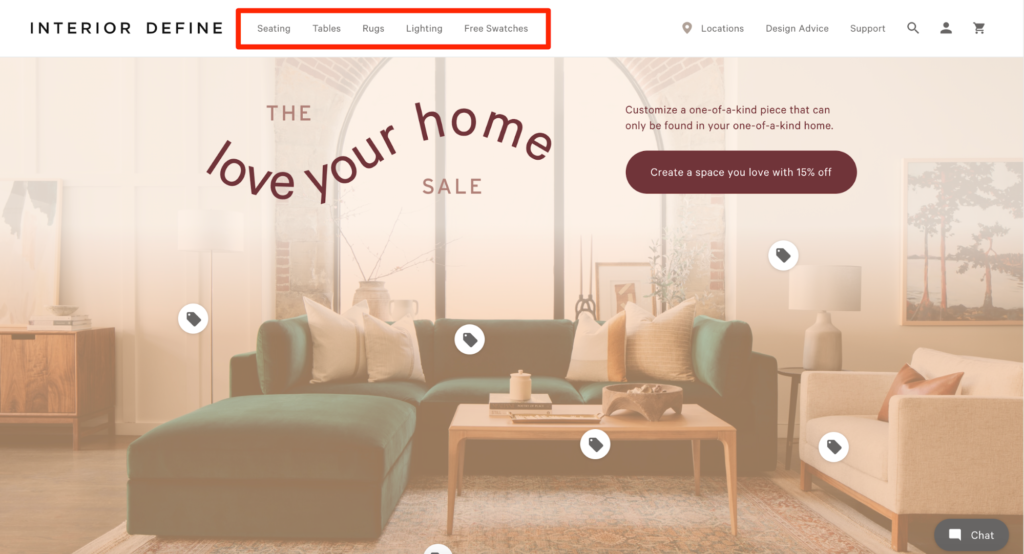 INTERIOR DEFINE
Seating Tables Rugs Lighting Free Swatches
Locations Design Advice Support
THE
love your home
SALE
Customize a one-of-a-kind piece that can
only be found in your one-of-a-kind home.
Create a space you love with 15% off
Chat